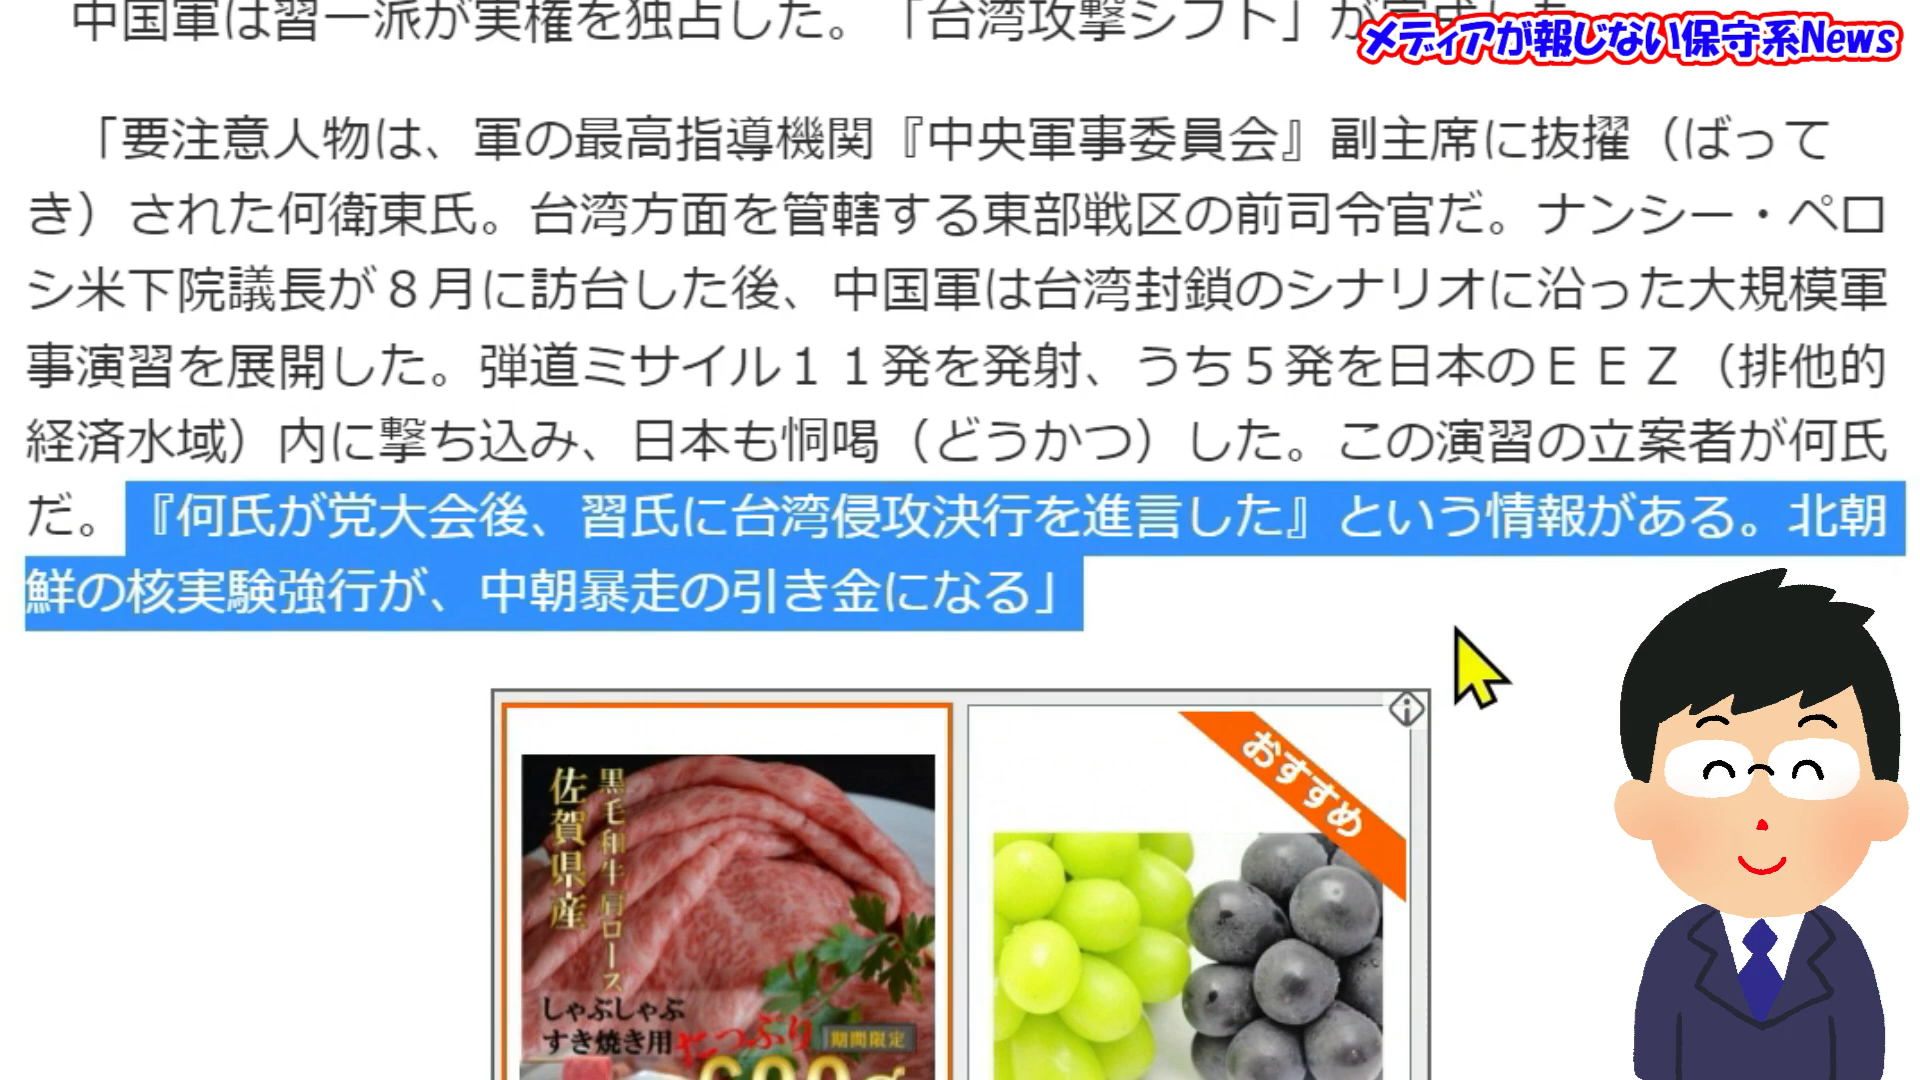 中国軍は習一派が実権を独占した。「台湾攻撃シフト」が完成した
メディアが報じない保守系News
「要注意人物は、軍の最高指導機関『中央軍事委員会』副主席に抜擢（ばって
き）された何衛東氏。台湾方面を管轄する東部戦区の前司令官だ。ナンシー・ペロ
シ米下院議長が８月に訪台した後、中国軍は台湾封鎖のシナリオに沿った大規模軍
事演習を展開した。弾道ミサイル１１発を発射、うち５発を日本のＥＥＺ（排他的
経済水域）内に撃ち込み、日本も恫喝（どうかつ）した。この演習の立案者が何氏
だ。『何氏が党大会後、習氏に台湾侵攻決行を進言した』という情報がある。北朝
鮮の核実験強行が、中朝暴走の引き金になる」
おすすめ
黒毛和牛肩ロース
佐賀県産
しゃぶしゃぶ
すき焼き用
たっぷり
期間限定
600g